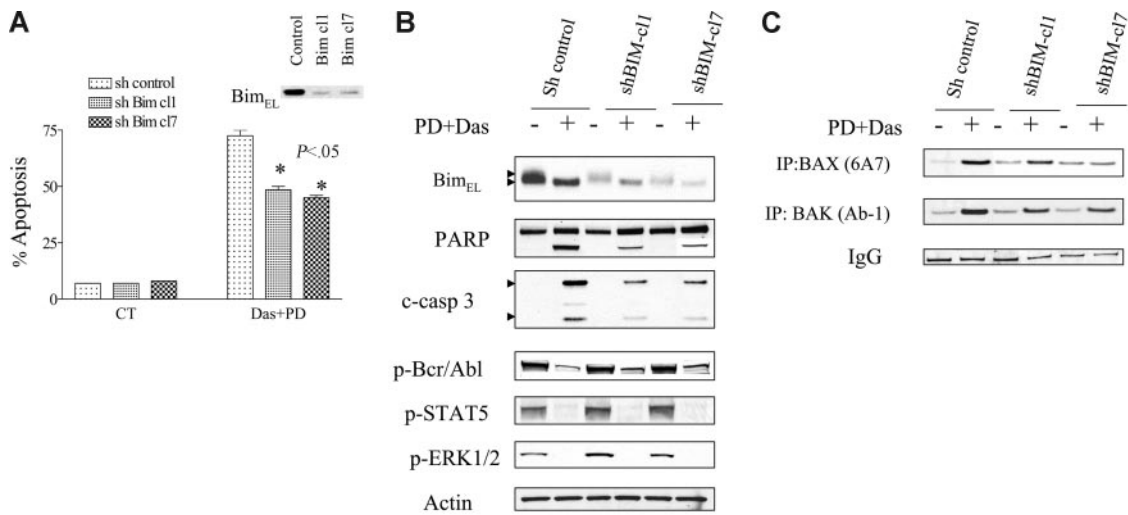 A
Control
Bim cl1
Bim cl7
Bim_EL
sh control
sh Bim cl1
sh Bim cl7
75
50
25
0
% Apoptosis
P<.05
*
*
CT
Das+PD
B
Sh control
shBIM-cl1
shBIM-cl7
PD+Das
- + - + - +
Bim_EL
PARP
c-casp 3
p-Bcr/Abl
p-STAT5
p-ERK1/2
Actin
C
Sh control
shBIM-cl1
shBIM-cl7
PD+Das
- + - + - +
IP:BAX (6A7)
IP: BAK (Ab-1)
IgG